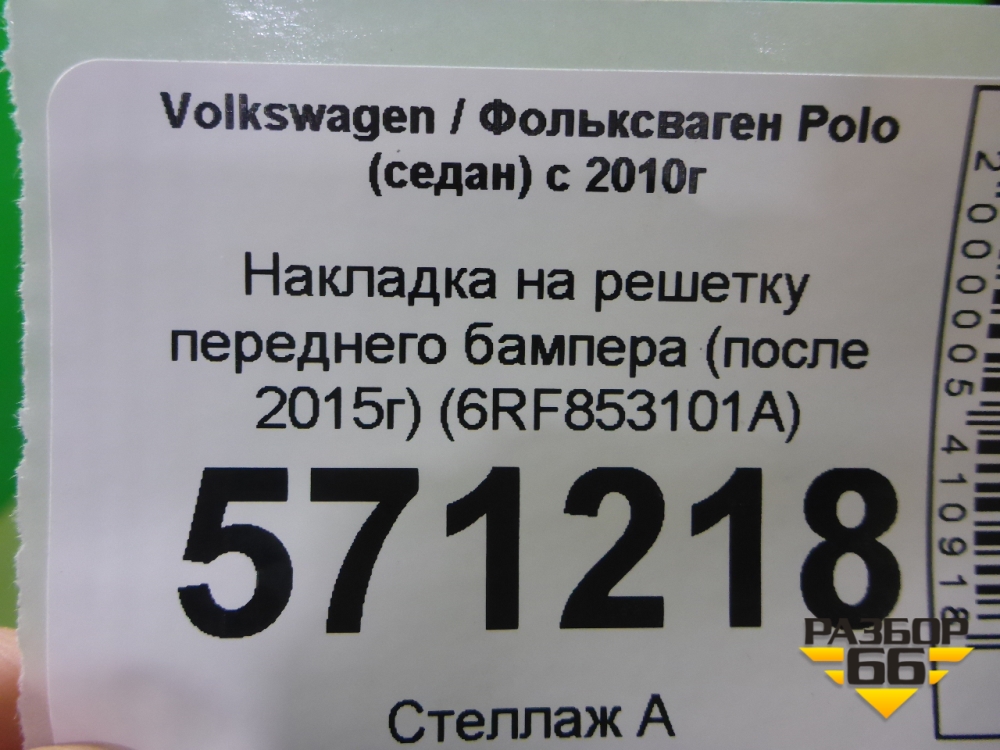 Volkswagen / Фольксваген Polo
(седан) с 2010г
Накладка на решетку
переднего бампера (после
2015г) (6RF853101A)
571218
Стеллаж А
РАЗБОР
66